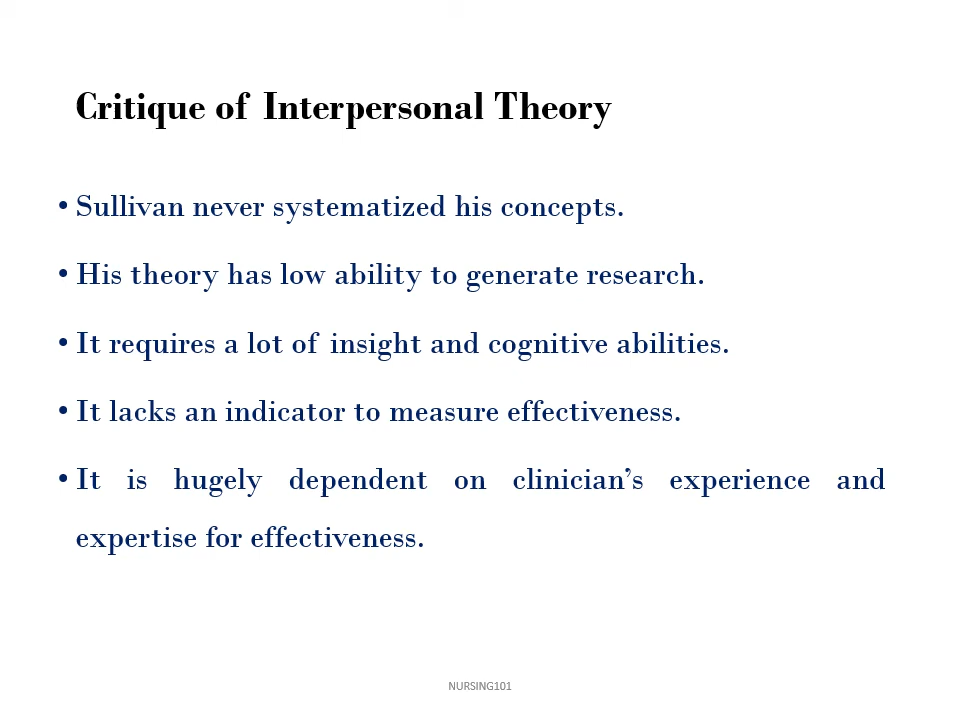 Critique of Interpersonal Theory
• Sullivan never systematized his concepts.
• His theory has low ability to generate research.
• It requires a lot of insight and cognitive abilities.
• It lacks an indicator to measure effectiveness.
• It is hugely dependent on clinician’s experience and
expertise for effectiveness.
NURSING101